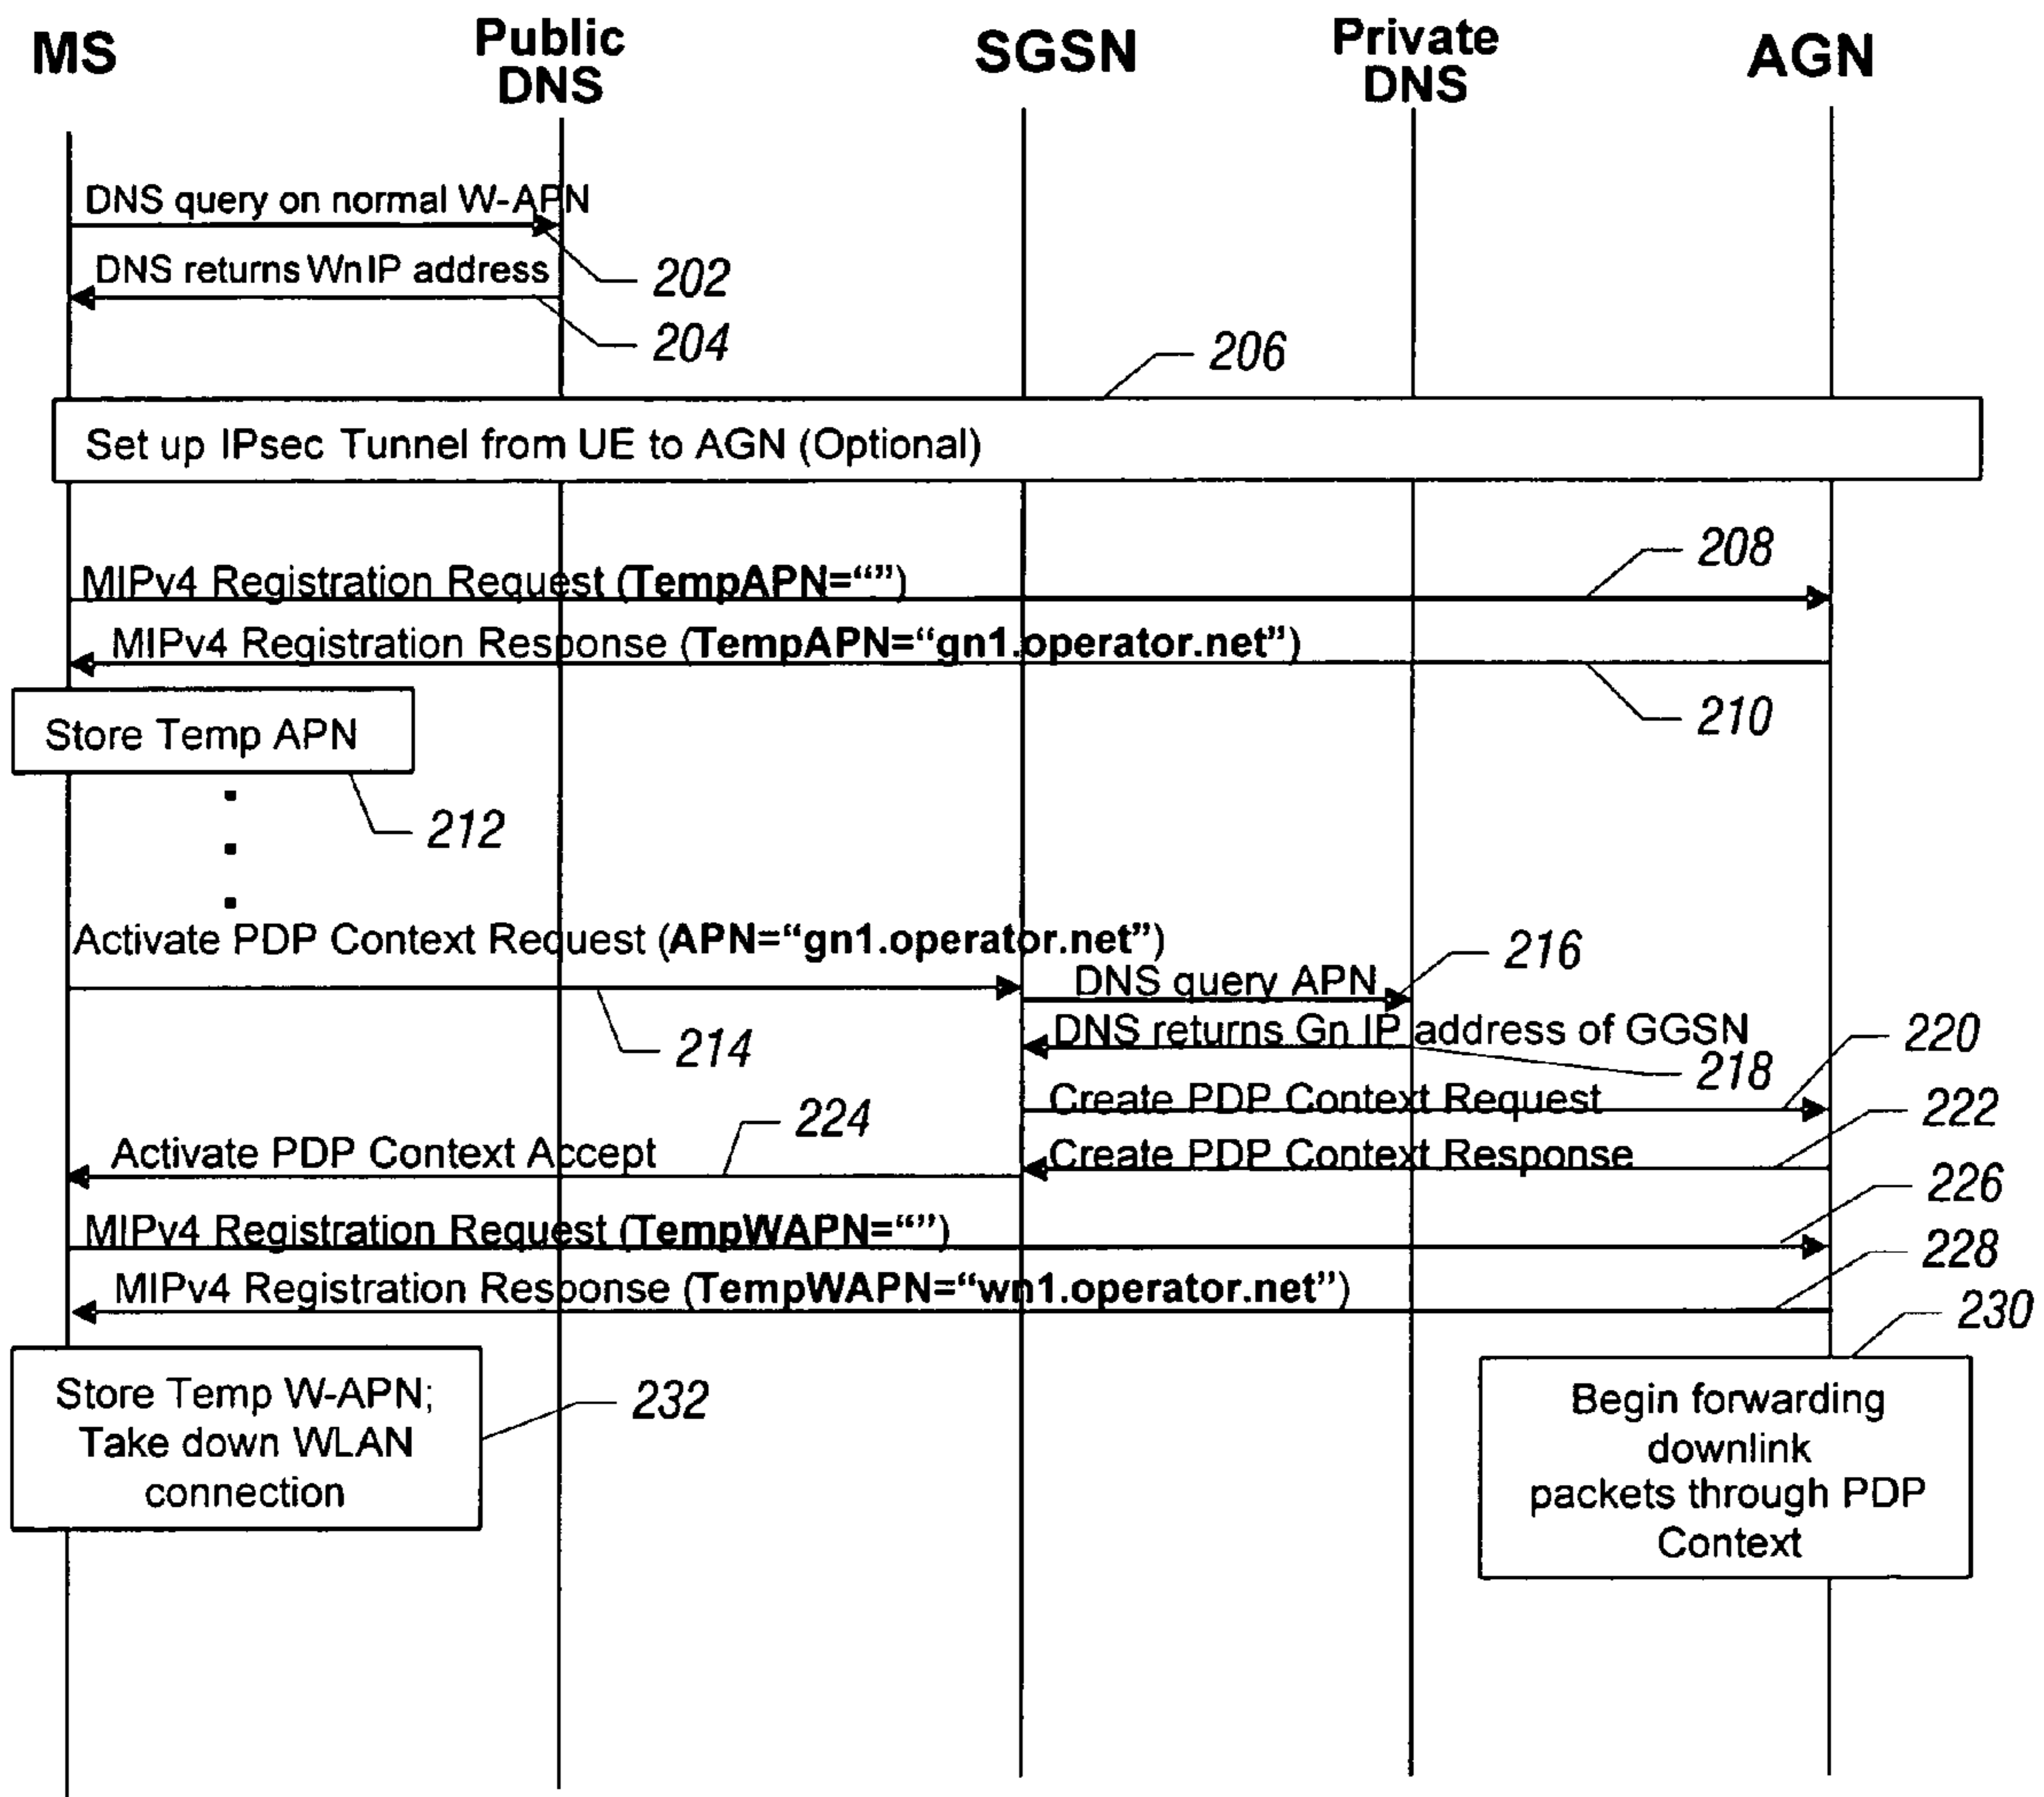 MS
Public
DNS
SGSN
Private
DNS
AGN
DNS query on normal W-APN
202
DNS returns Wn IP address
204
206
Set up IPsec Tunnel from UE to AGN (Optional)
208
MIPv4 Registration Request (TempAPN=“”)
MIPv4 Registration Response (TempAPN=“gn1.operator.net”)
210
Store Temp APN
212
Activate PDP Context Request (APN=“gn1.operator.net”)
214
DNS query APN
216
DNS returns Gn IP address of GGSN
218
220
Create PDP Context Request
222
Create PDP Context Response
224
Activate PDP Context Accept
226
MIPv4 Registration Request (TempWAPN=“”)
228
MIPv4 Registration Response (TempWAPN=“wn1.operator.net”)
230
Store Temp W-APN;
Take down WLAN
connection
232
Begin forwarding
downlink
packets through PDP
Context